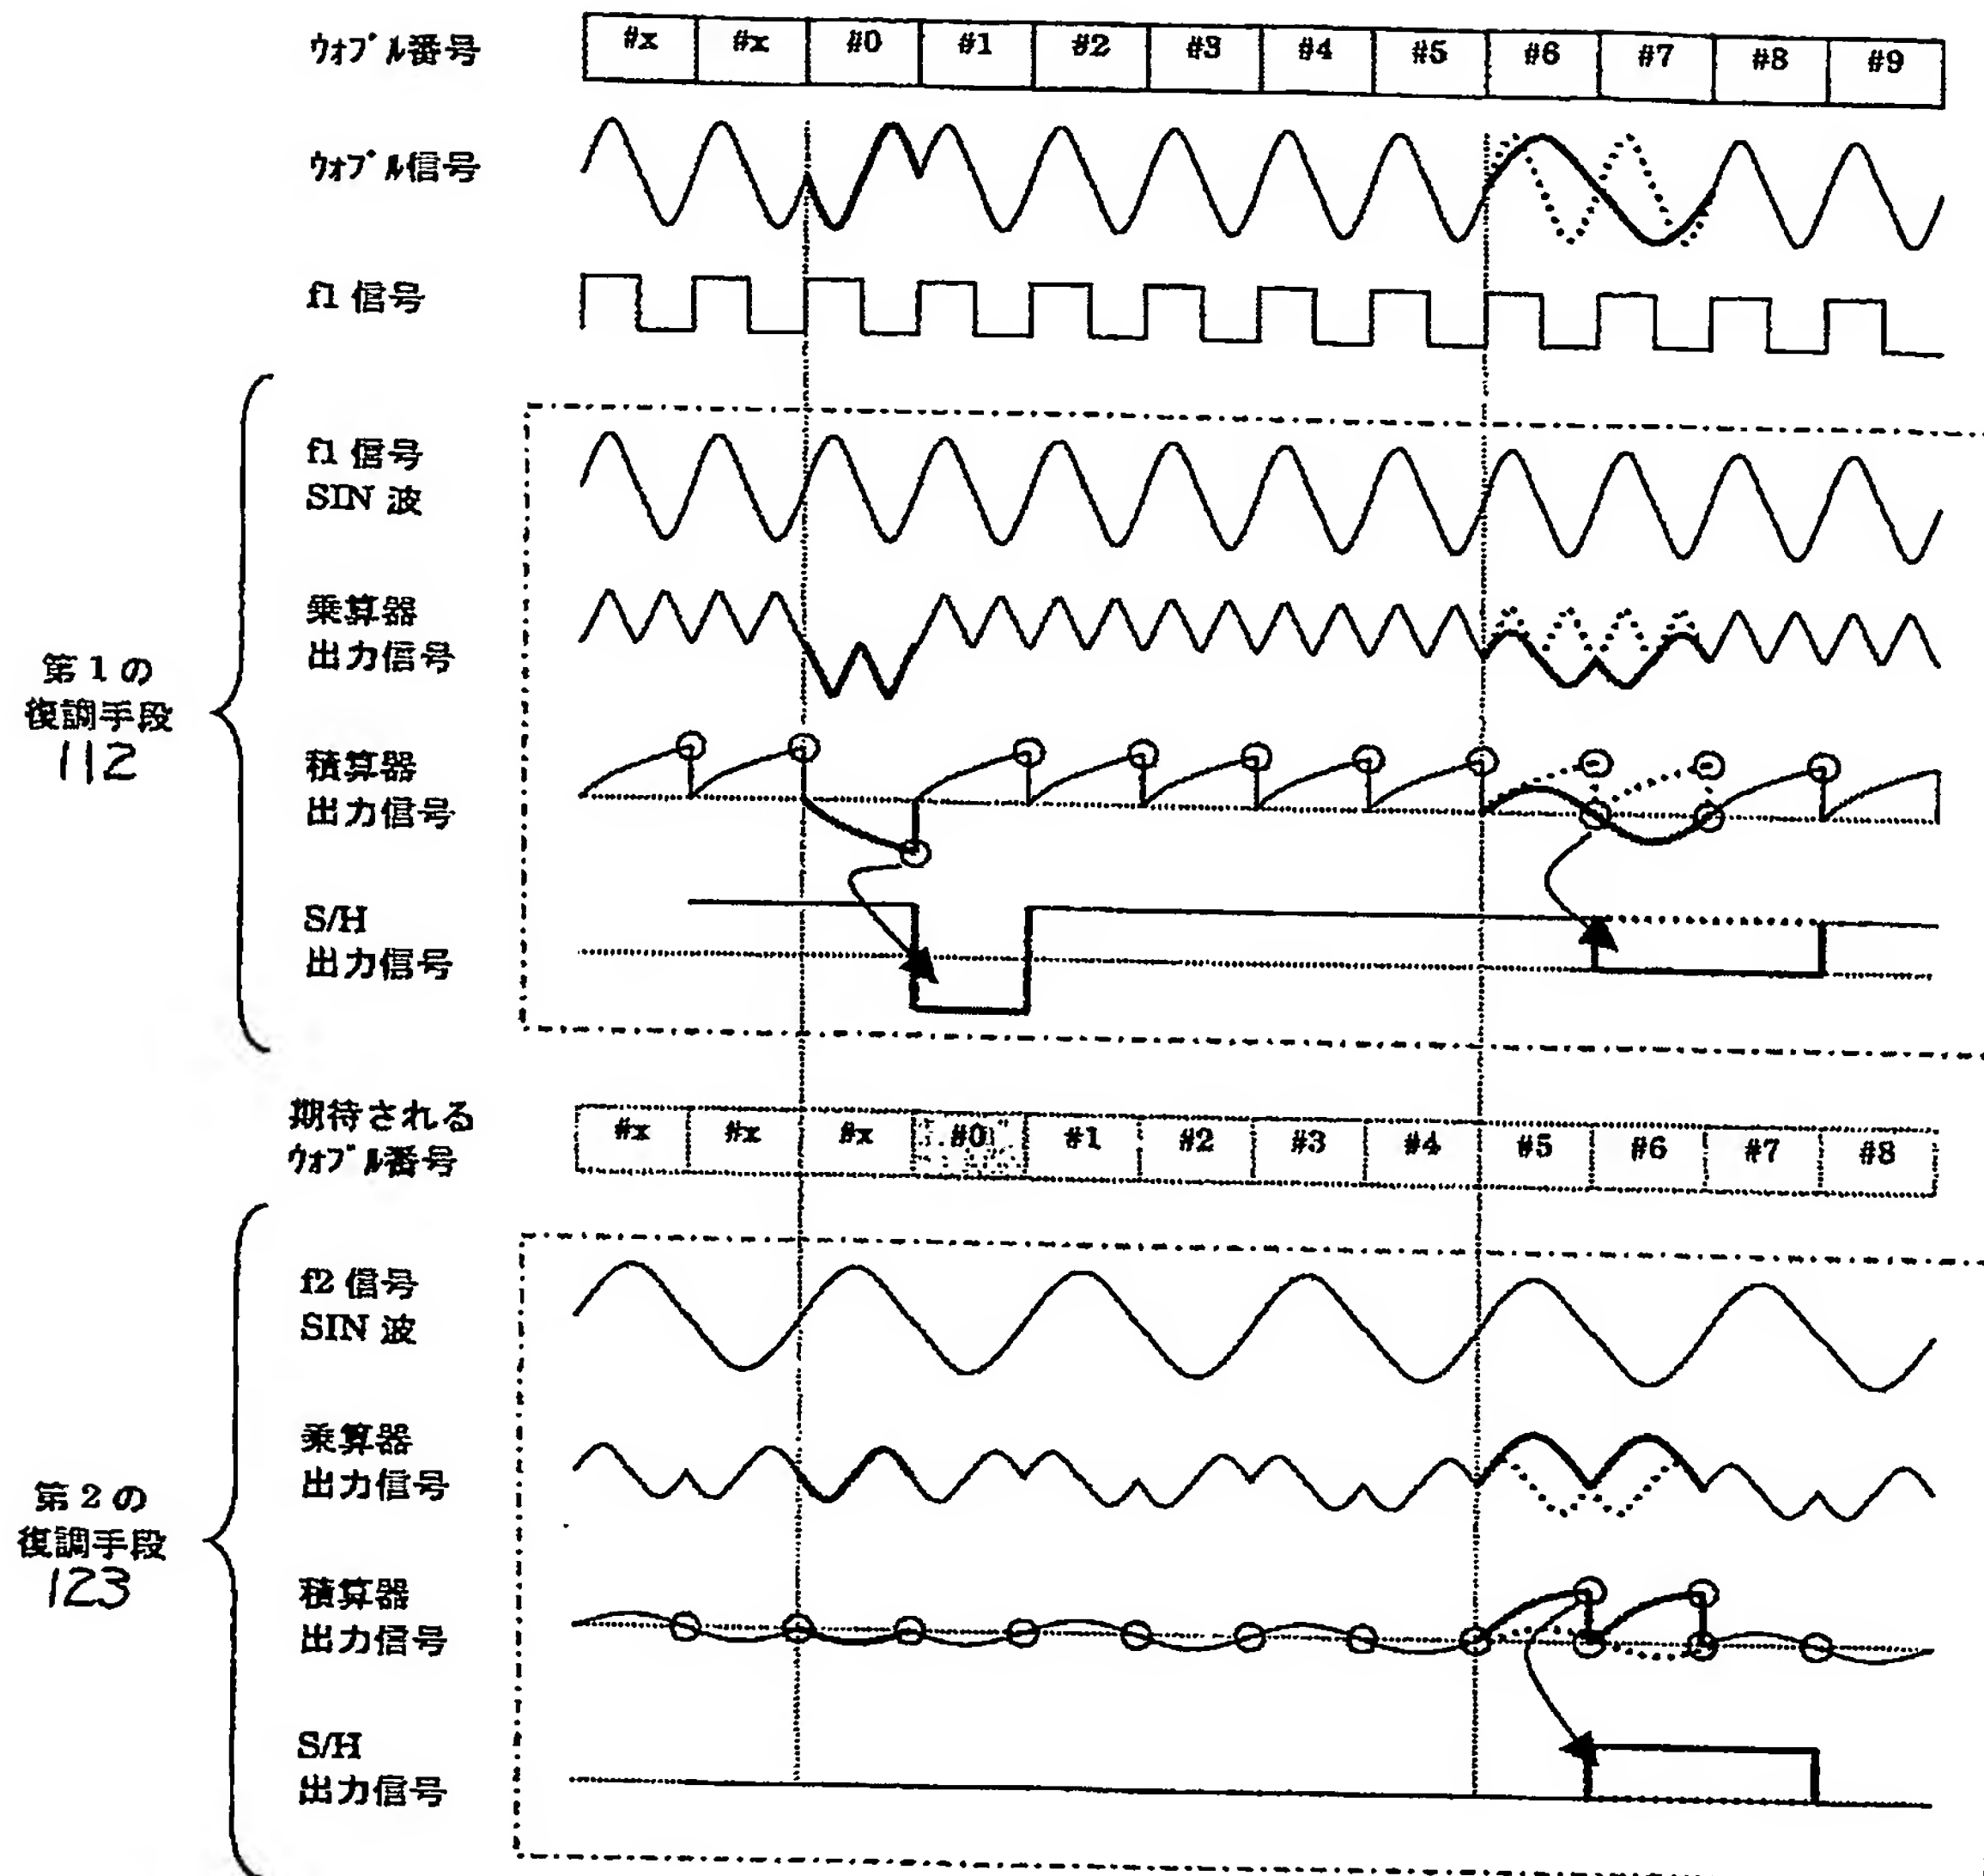 ｳｫﾌﾞﾙ番号
#x #x #0 #1 #2 #3 #4 #5 #6 #7 #8 #9
ｳｫﾌﾞﾙ信号
f1 信号
第1の
復調手段
112
f1 信号
SIN 波
乗算器
出力信号
積算器
出力信号
S/H
出力信号
期待される
ｳｫﾌﾞﾙ番号
#x #x #x #0 #1 #2 #3 #4 #5 #6 #7 #8
第2の
復調手段
123
f2 信号
SIN 波
乗算器
出力信号
積算器
出力信号
S/H
出力信号